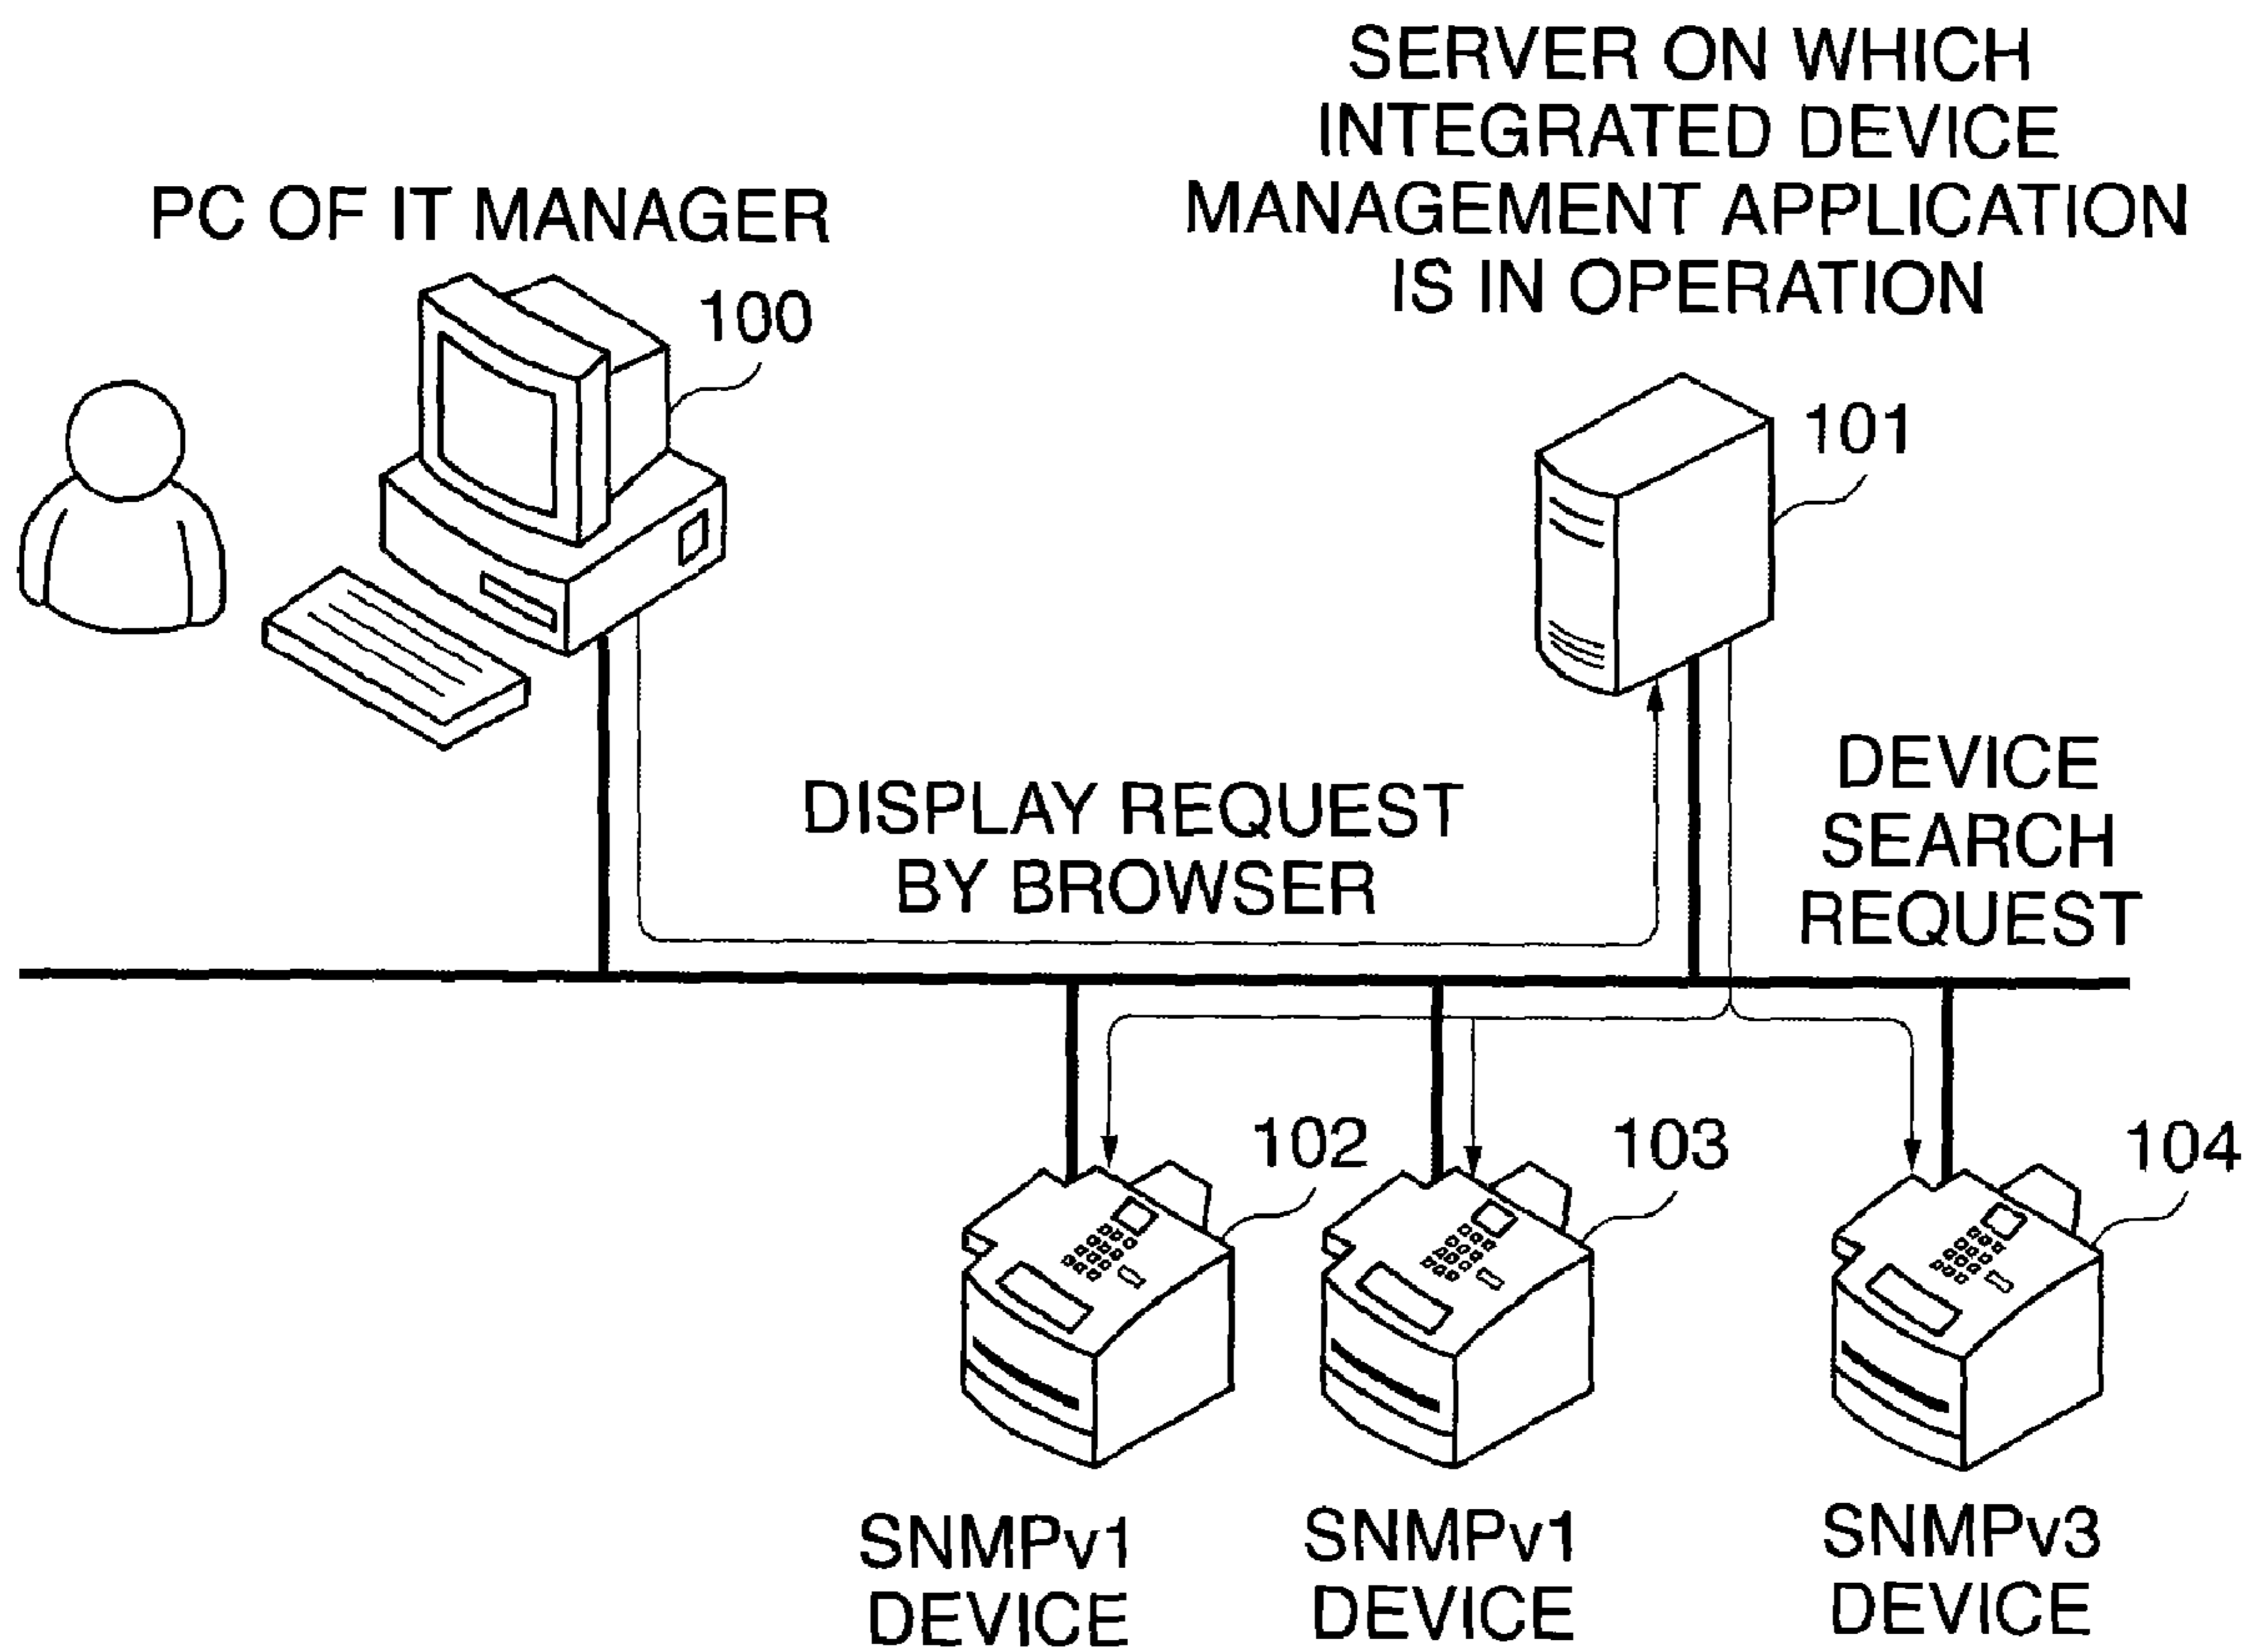 SERVER ON WHICH
INTEGRATED DEVICE
MANAGEMENT APPLICATION
IS IN OPERATION
PC OF IT MANAGER
100
101
DISPLAY REQUEST
BY BROWSER
DEVICE
SEARCH
REQUEST
102
103
104
SNMPv1
DEVICE
SNMPv1
DEVICE
SNMPv3
DEVICE